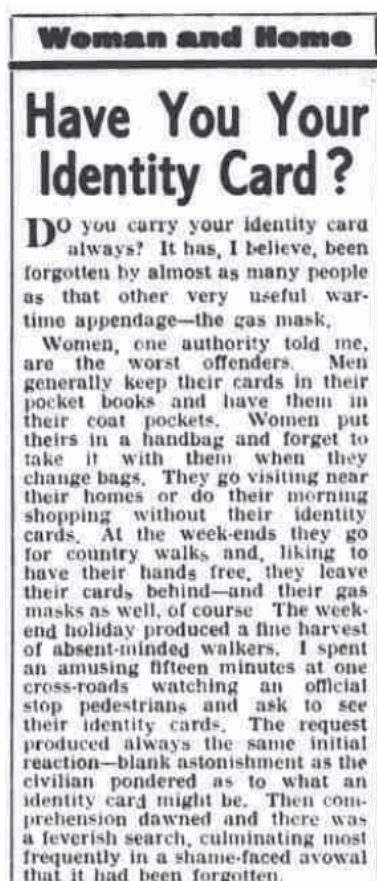 Woman and Home
Have You Your
Identity Card?
DO you carry your identity card
always? It has, I believe, been
forgotten by almost as many people
as that other very useful war-
time appendage—the gas mask.
Women, one authority told me,
are the worst offenders. Men
generally keep their cards in their
pocket books and have them in
their coat pockets. Women put
theirs in a handbag and forget to
take it with them when they
change bags. They go visiting near
their homes or do their morning
shopping without their identity
cards. At the week-ends they go
for country walks and, liking to
have their hands free, they leave
their cards behind—and their gas
masks as well, of course The week-
end holiday produced a fine harvest
of absent-minded walkers. I spent
an amusing fifteen minutes at one
cross-roads watching an official
stop pedestrians and ask to see
their identity cards. The request
produced always the same initial
reaction—blank astonishment as the
civilian pondered as to what an
identity card might be. Then com-
prehension dawned and there was
a feverish search, culminating most
frequently in a shame-faced avowal
that it had been forgotten.